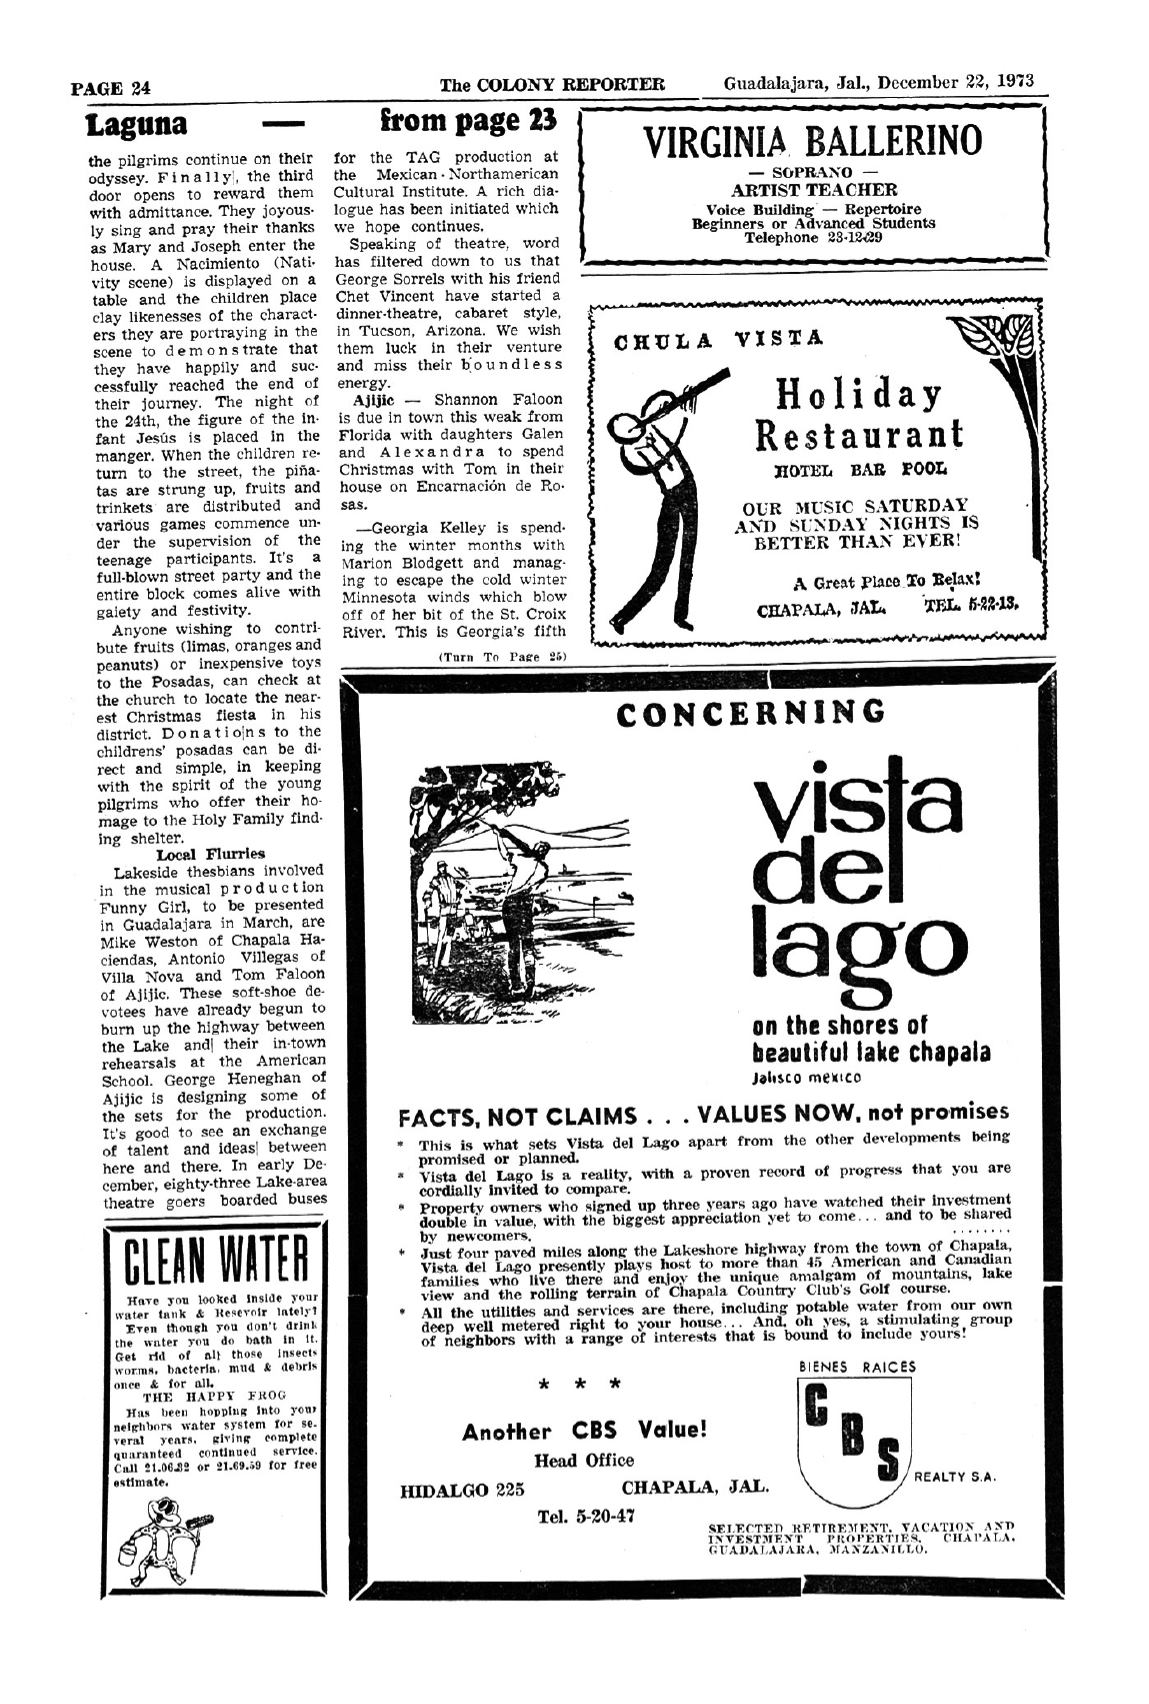 PAGE 24
The COLONY REPORTER
Guadalajara, Jal., December 22, 1973
Laguna — from page 23
the pilgrims continue on their
odyssey. Finally, the third
door opens to reward them
with admittance. They joyous-
ly sing and pray their thanks
as Mary and Joseph enter the
house. A Nacimiento (Nati-
vity scene) is displayed on a
table and the children place
clay likenesses of the charact-
ers they are portraying in the
scene to demonstrate that
they have happily and suc-
cessfully reached the end of
their journey. The night of
the 24th, the figure of the in-
fant Jesús is placed in the
manger. When the children re-
turn to the street, the piña-
tas are strung up, fruits and
trinkets are distributed and
various games commence un-
der the supervision of the
teenage participants. It's a
full-blown street party and the
entire block comes alive with
gaiety and festivity.
Anyone wishing to contri-
bute fruits (limas, oranges and
peanuts) or inexpensive toys
to the Posadas, can check at
the church to locate the near-
est Christmas fiesta in his
district. Donations to the
childrens' posadas can be di-
rect and simple, in keeping
with the spirit of the young
pilgrims who offer their ho-
mage to the Holy Family find-
ing shelter.
Local Flurries
Lakeside thesbians involved
in the musical production
Funny Girl, to be presented
in Guadalajara in March, are
Mike Weston of Chapala Ha-
ciendas, Antonio Villegas of
Villa Nova and Tom Faloon
of Ajijic. These soft-shoe de-
votees have already begun to
burn up the highway between
the Lake and their in-town
rehearsals at the American
School. George Heneghan of
Ajijic is designing some of
the sets for the production.
It's good to see an exchange
of talent and ideas between
here and there. In early De-
cember, eighty-three Lake-area
theatre goers boarded buses
for the TAG production at
the Mexican-Northamerican
Cultural Institute. A rich dia-
logue has been initiated which
we hope continues.
Speaking of theatre, word
has filtered down to us that
George Sorrels with his friend
Chet Vincent have started a
dinner-theatre, cabaret style,
in Tucson, Arizona. We wish
them luck in their venture
and miss their boundless
energy.
Ajijic — Shannon Faloon
is due in town this weak from
Florida with daughters Galen
and Alexandra to spend
Christmas with Tom in their
house on Encarnación de Ro-
sas.
—Georgia Kelley is spend-
ing the winter months with
Marion Blodgett and manag-
ing to escape the cold winter
Minnesota winds which blow
off of her bit of the St. Croix
River. This is Georgia's fifth
(Turn To Page 25)
VIRGINIA BALLERINO
— SOPRANO —
ARTIST TEACHER
Voice Building — Repertoire
Beginners or Advanced Students
Telephone 23-12-29
CHULA VISTA
Holiday
Restaurant
HOTEL BAR POOL
OUR MUSIC SATURDAY
AND SUNDAY NIGHTS IS
BETTER THAN EVER!
A Great Place To Relax!
CHAPALA, JAL. TEL. 5-22-13.
CONCERNING
vista
del
lago
on the shores of
beautiful lake chapala
Jalisco mexico
FACTS, NOT CLAIMS . . . VALUES NOW, not promises
* This is what sets Vista del Lago apart from the other developments being
promised or planned.
* Vista del Lago is a reality, with a proven record of progress that you are
cordially invited to compare.
* Property owners who signed up three years ago have watched their investment
double in value, with the biggest appreciation yet to come... and to be shared
by newcomers. ........
* Just four paved miles along the Lakeshore highway from the town of Chapala,
Vista del Lago presently plays host to more than 45 American and Canadian
families who live there and enjoy the unique amalgam of mountains, lake
view and the rolling terrain of Chapala Country Club's Golf course.
* All the utilities and services are there, including potable water from our own
deep well metered right to your house... And, oh yes, a stimulating group
of neighbors with a range of interests that is bound to include yours!
* * *
Another CBS Value!
Head Office
HIDALGO 225 CHAPALA, JAL.
Tel. 5-20-47
BIENES RAICES
CBS
REALTY S.A.
SELECTED RETIREMENT, VACATION AND
INVESTMENT PROPERTIES, CHAPALA,
GUADALAJARA, MANZANILLO.
CLEAN WATER
Have you looked inside your
water tank & Resevoir lately?
Even though you don't drink
the water you do bath in it.
Get rid of all those insects
worms, bacteria, mud & debris
once & for all.
THE HAPPY FROG
Has been hopping into your
neighbors water system for se-
veral years, giving complete
guaranteed continued service.
Call 21.06.82 or 21.69.59 for free
estimate.